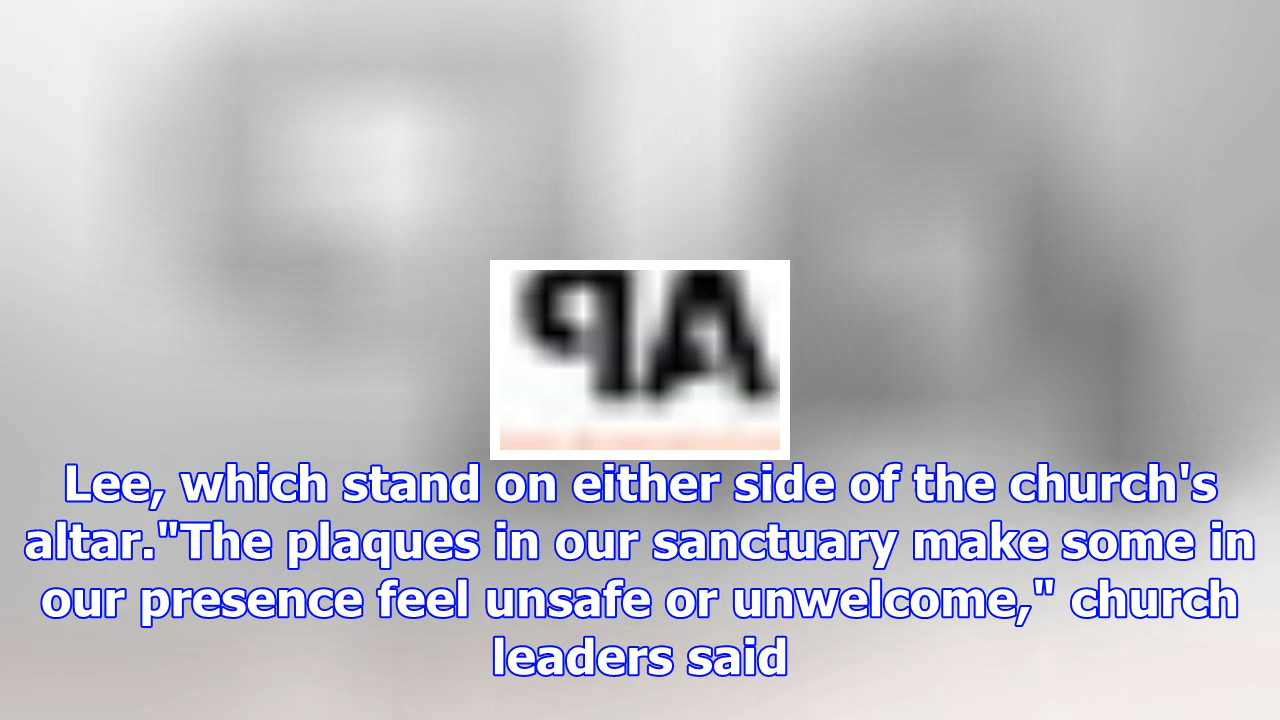 AP
Lee, which stand on either side of the church's
altar."The plaques in our sanctuary make some in
our presence feel unsafe or unwelcome," church
leaders said